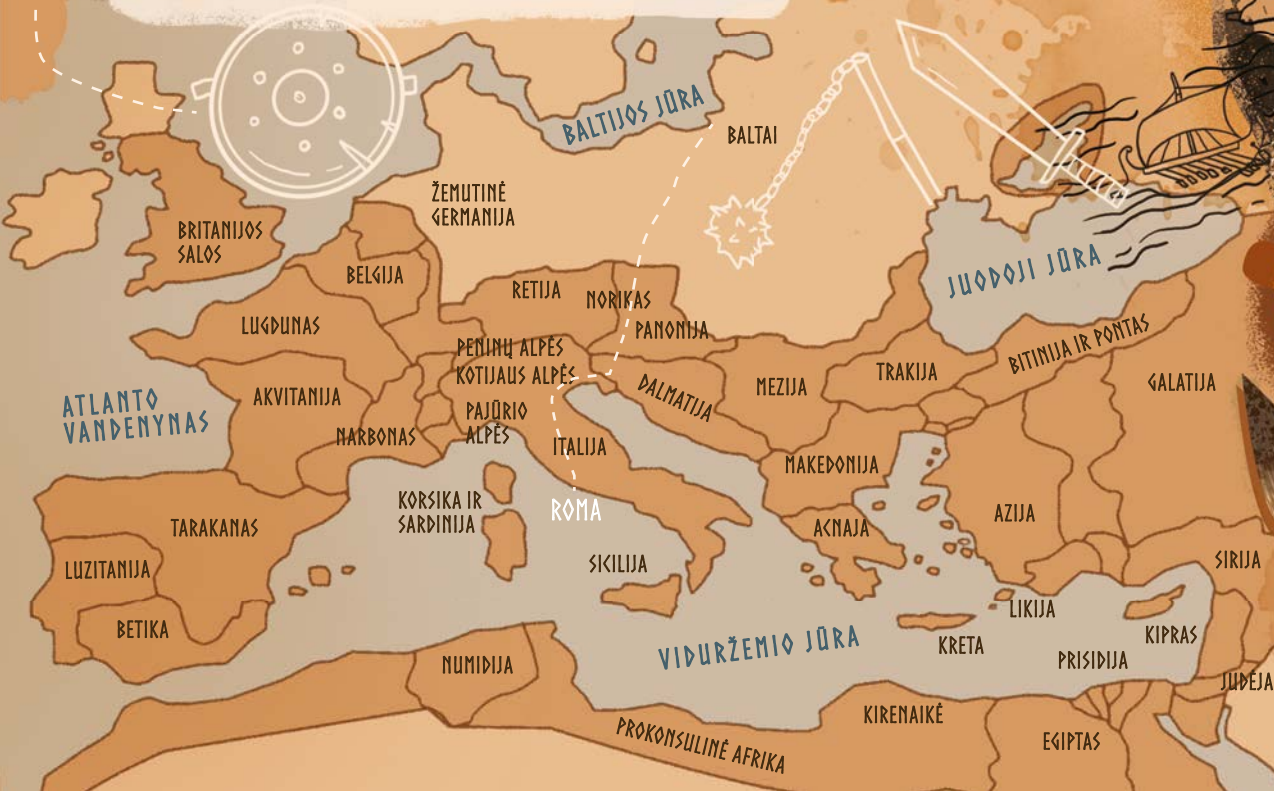 BALTIJOS JŪRA
BALTAI
ŽEMUTINĖ
GERMANIJA
BRITANIJOS
SALOS
BELGIJA
JUODOJI JŪRA
RETIJA
NORIKAS
LUGDUNAS
PANONIJA
BITINIJA IR PONTAS
PENINŲ ALPĖS
KOTIJAUS ALPĖS
DALMATIJA
MEZIJA
TRAKIJA
GALATIJA
ATLANTO
VANDENYNAS
AKVITANIJA
PAJŪRIO
ALPĖS
NARBONAS
ITALIJA
MAKEDONIJA
KORSIKA IR
SARDINIJA
ROMA
TARAKANAS
ACNAJA
AZIJA
SICILIJA
SIRIJA
LUZITANIJA
LIKIJA
BETIKA
VIDURŽEMIO JŪRA
KRETA
KIPRAS
PRISIDIJA
NUMIDIJA
JUDĖJA
KIRENAIKĖ
PROKONSULINĖ AFRIKA
EGIPTAS